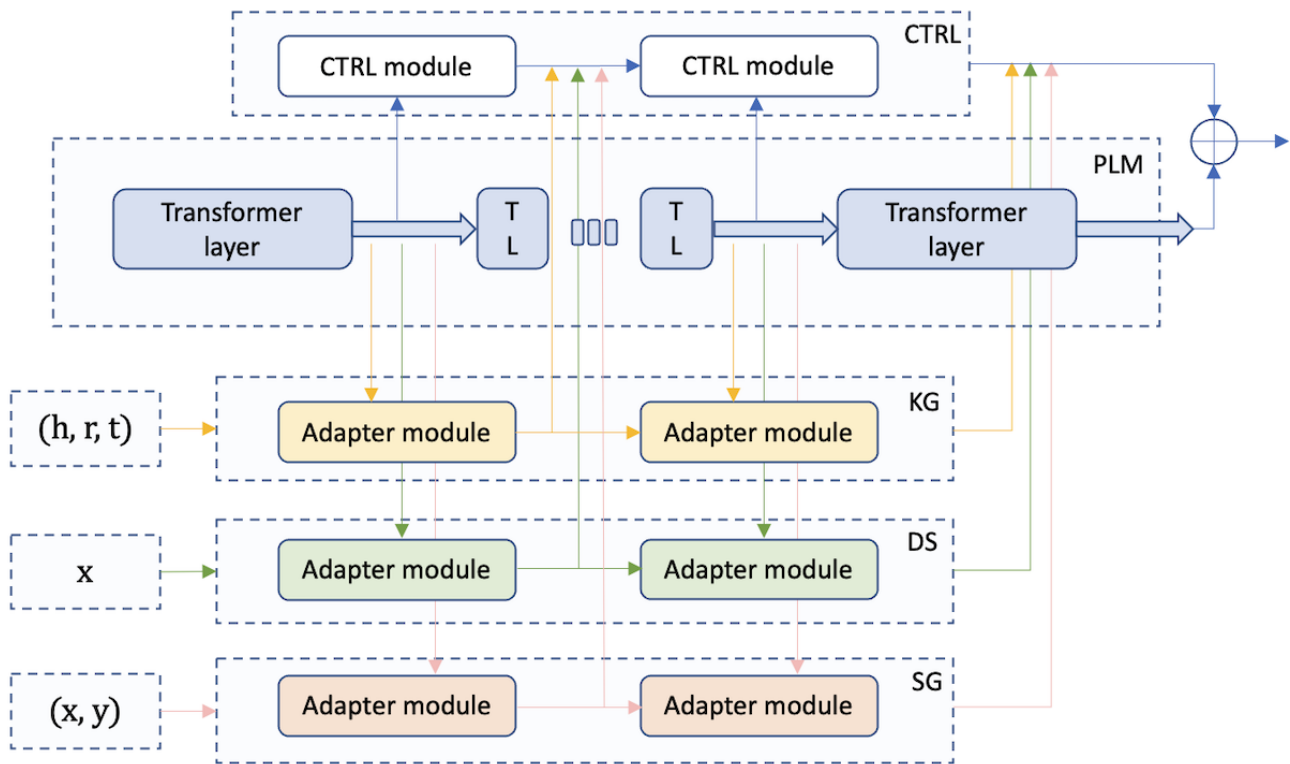 CTRL
CTRL module
CTRL module
PLM
Transformer
layer
T
L
T
L
Transformer
layer
(h, r, t)
KG
Adapter module
Adapter module
x
DS
Adapter module
Adapter module
(x, y)
SG
Adapter module
Adapter module